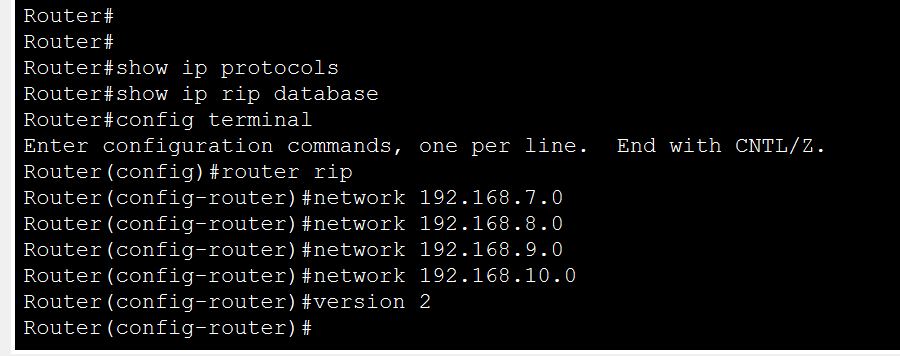 Router#
Router#
Router#show ip protocols
Router#show ip rip database
Router#config terminal
Enter configuration commands, one per line.  End with CNTL/Z.
Router(config)#router rip
Router(config-router)#network 192.168.7.0
Router(config-router)#network 192.168.8.0
Router(config-router)#network 192.168.9.0
Router(config-router)#network 192.168.10.0
Router(config-router)#version 2
Router(config-router)#